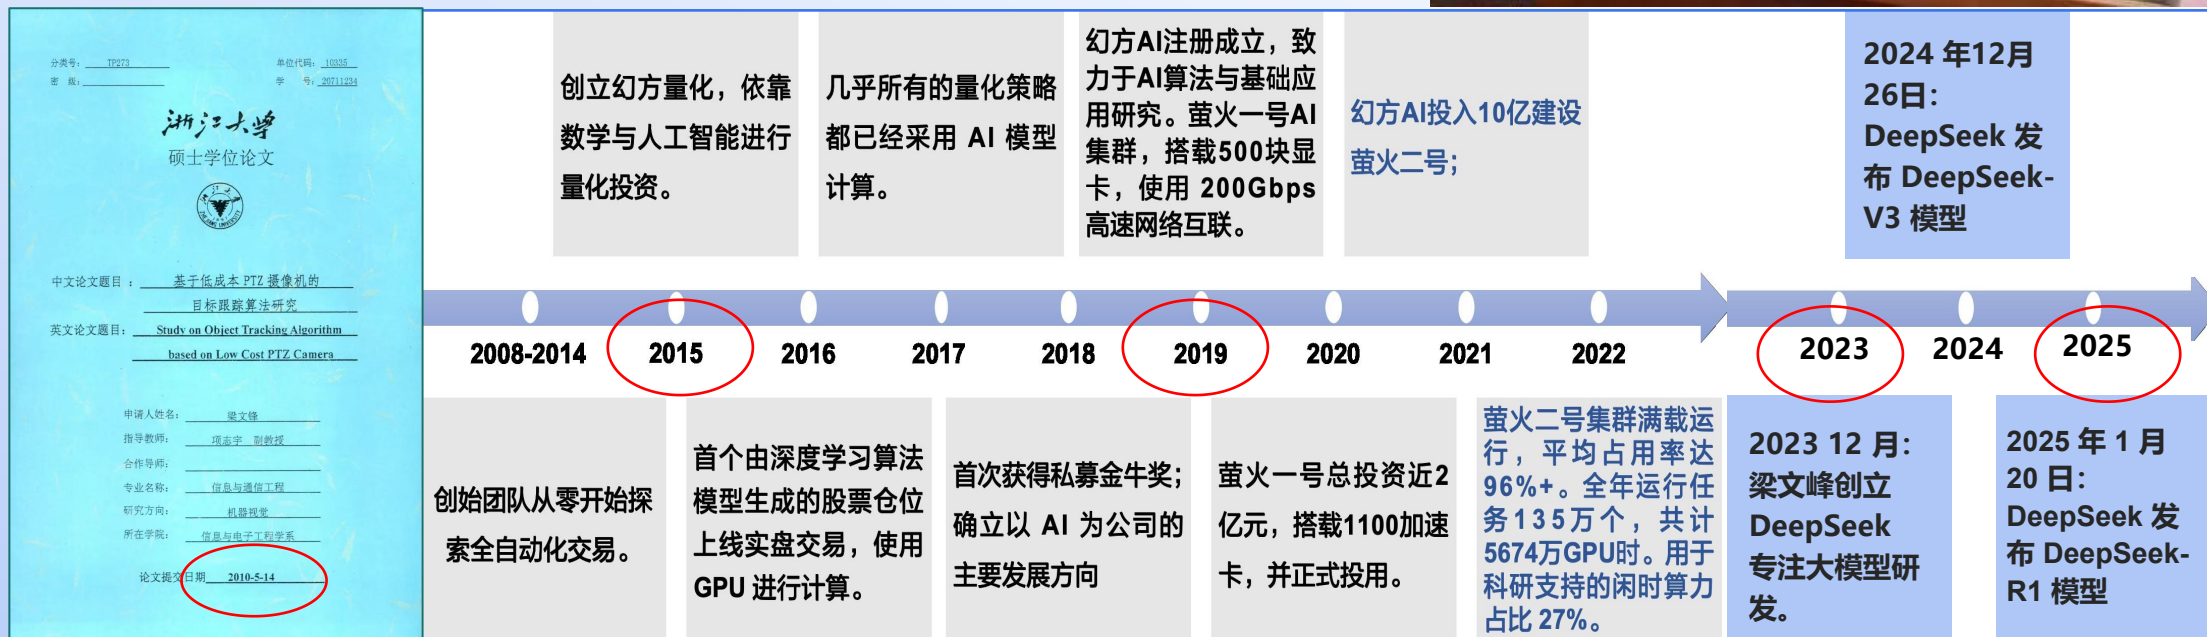 分类号: TP273
单位代码: 10335
密 级:
学 号: 20711234
浙江大学
硕士学位论文
ZHEJIANG UNIVERSITY
中文论文题目: 基于低成本 PTZ 摄像机的
目标跟踪算法研究
英文论文题目: Study on Object Tracking Algorithm
based on Low Cost PTZ Camera
申请人姓名: 梁文锋
指导教师: 项志宇 副教授
合作导师:
专业名称: 信息与通信工程
研究方向: 机器视觉
所在学院: 信息与电子工程学系
论文提交日期 2010-5-14
创立幻方量化，依靠
数学与人工智能进行
量化投资。
几乎所有的量化策略
都已经采用 AI 模型
计算。
幻方AI注册成立，致
力于AI算法与基础应
用研究。萤火一号AI
集群，搭载500块显
卡，使用 200Gbps
高速网络互联。
幻方AI投入10亿建设
萤火二号；
2024 年12月
26日：
DeepSeek 发
布 DeepSeek-
V3 模型
2008-2014
2015
2016
2017
2018
2019
2020
2021
2022
2023
2024
2025
创始团队从零开始探
索全自动化交易。
首个由深度学习算法
模型生成的股票仓位
上线实盘交易，使用
GPU 进行计算。
首次获得私募金牛奖；
确立以 AI 为公司的
主要发展方向
萤火一号总投资近2
亿元，搭载1100加速
卡，并正式投用。
萤火二号集群满载运
行，平均占用率达
96%+。全年运行任
务135万个，共计
5674万GPU时。用于
科研支持的闲时算力
占比 27%。
2023 12 月：
梁文峰创立
DeepSeek
专注大模型研
发。
2025 年 1 月
20 日：
DeepSeek 发
布 DeepSeek-
R1 模型